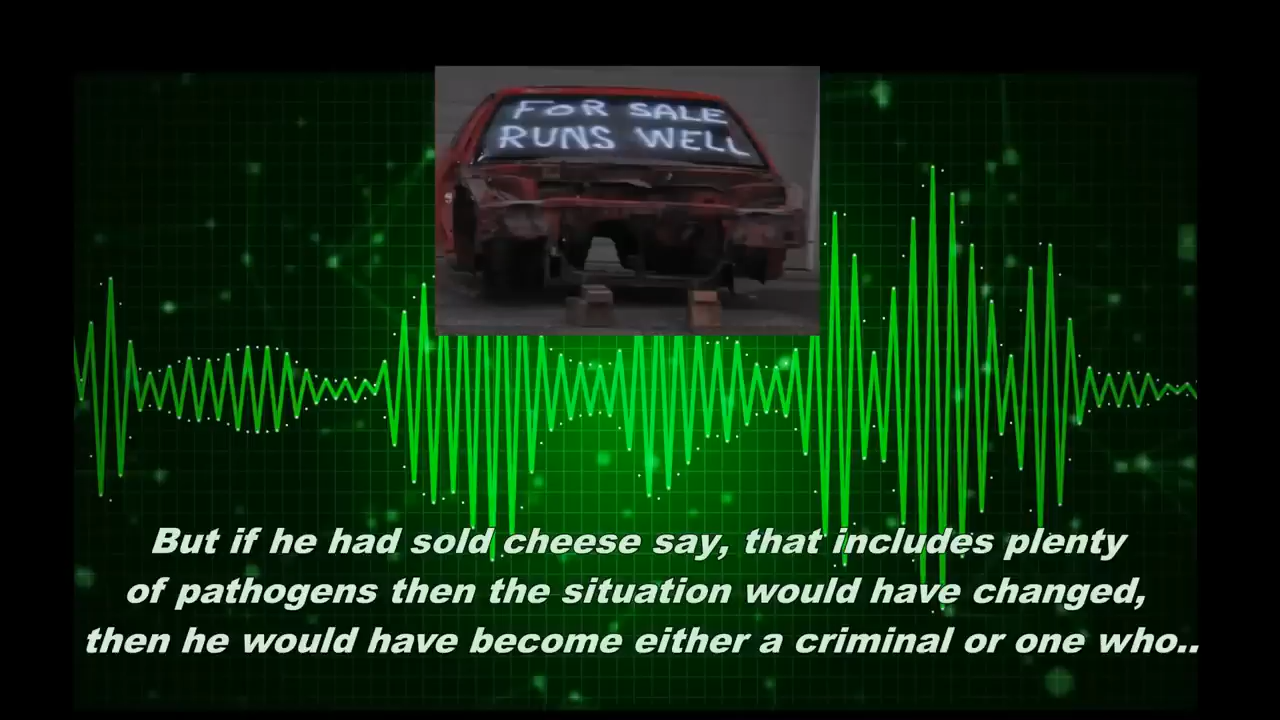 FOR SALE
RUNS WELL
But if he had sold cheese say, that includes plenty
of pathogens then the situation would have changed,
then he would have become either a criminal or one who..